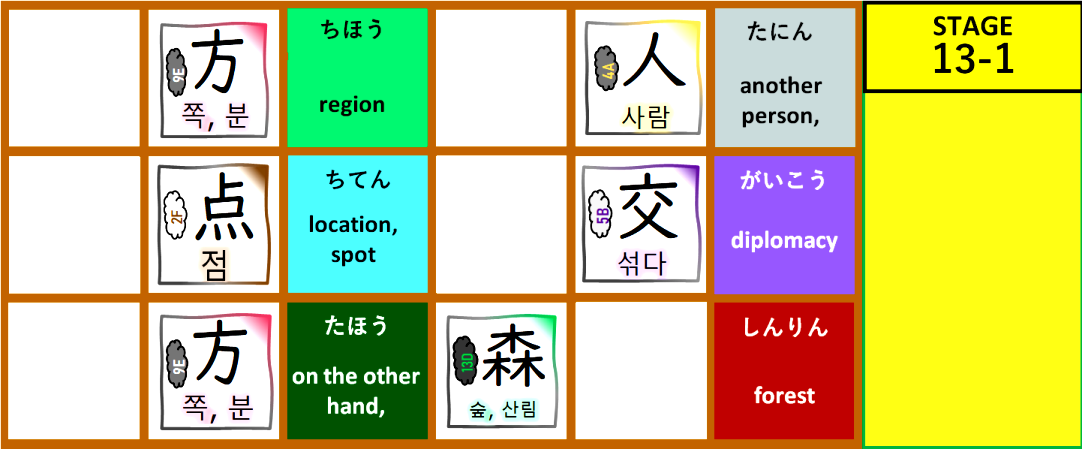 9E
方
쪽, 분
ちほう
region
4A
人
사람
たにん
another
person,
STAGE
13-1
2F
点
점
ちてん
location,
spot
5B
交
섞다
がいこう
diplomacy
9E
方
쪽, 분
たほう
on the other
hand,
13D
森
숲, 산림
しんりん
forest